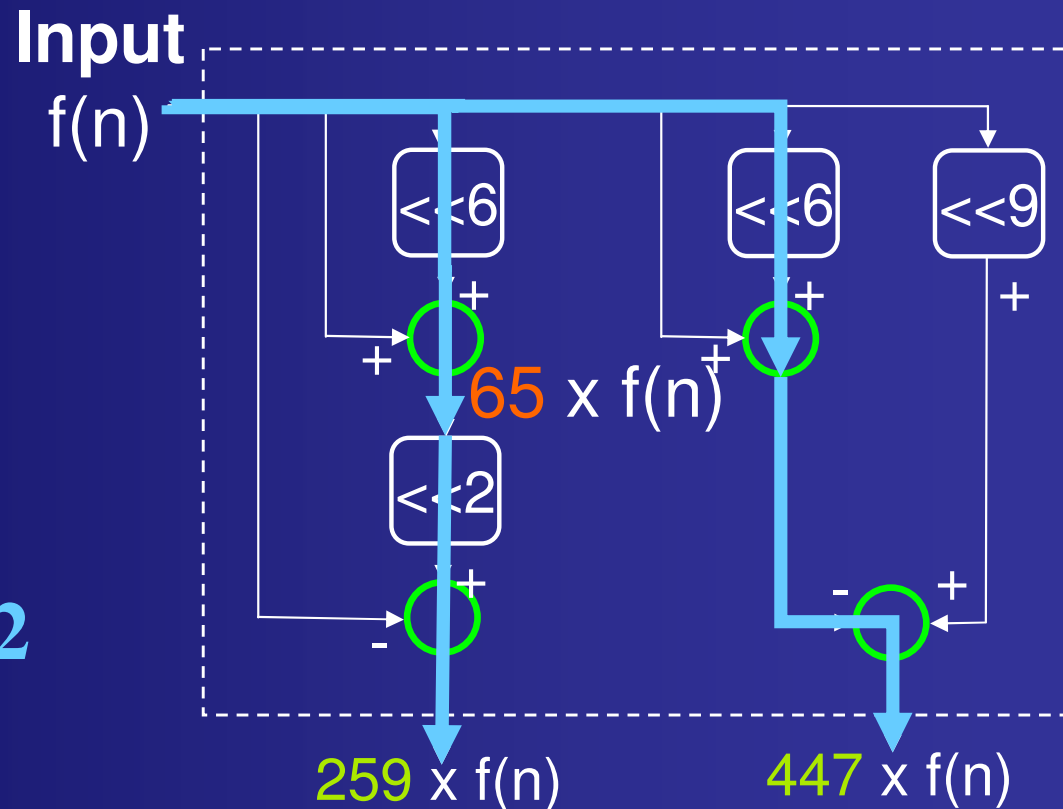 Input
f(n)
<<6 <<6 <<9
+ + +
+ +
65 x f(n)
<<2
+ - +
-
2
259 x f(n) 447 x f(n)